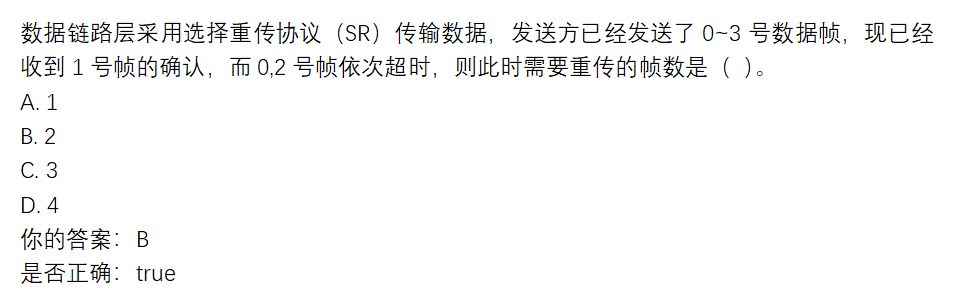 数据链路层采用选择重传协议（SR）传输数据，发送方已经发送了 0~3 号数据帧，现已经
收到 1 号帧的确认，而 0,2 号帧依次超时，则此时需要重传的帧数是（ ）。
A. 1
B. 2
C. 3
D. 4
你的答案：B
是否正确：true